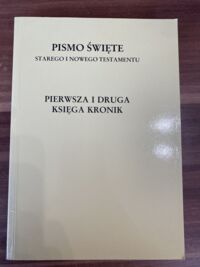 PISMO ŚWIĘTE
STAREGO I NOWEGO TESTAMENTU
PIERWSZA I DRUGA
KSIĘGA KRONIK